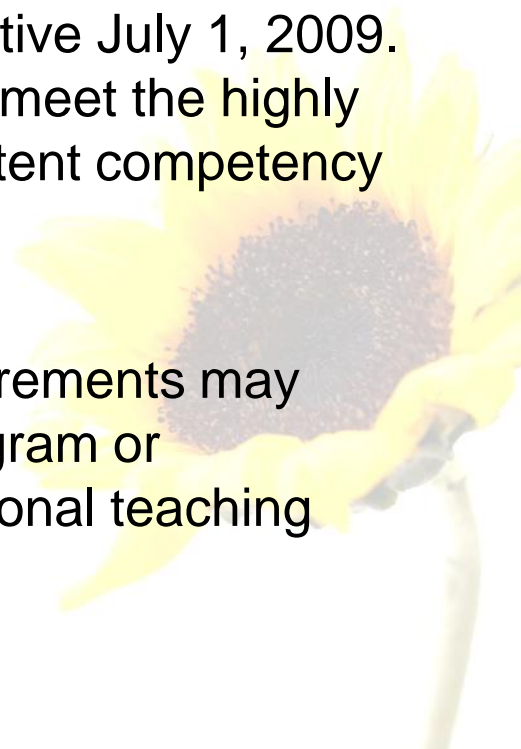 tive July 1, 2009.
meet the highly
tent competency
rements may
gram or
onal teaching